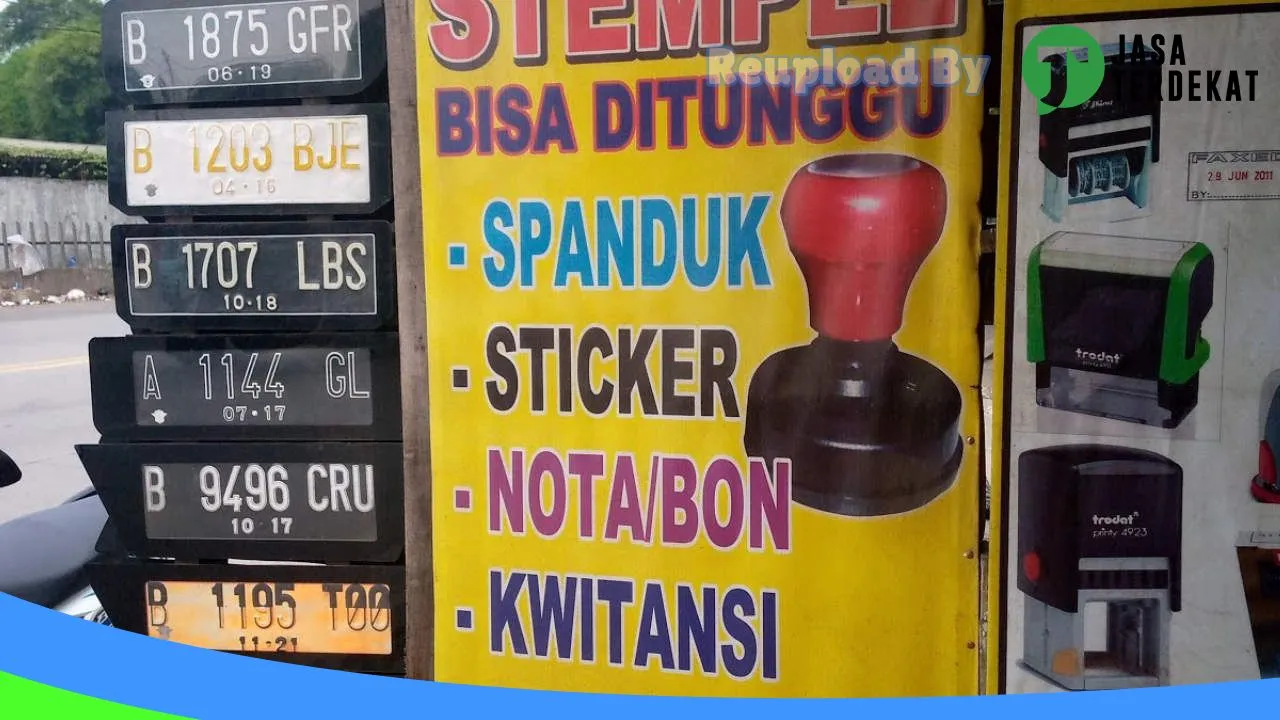 B 1875 GFR
06·19
B 1203 BJE
04·16
B 1707 LBS
10·18
A 1144 GL
07·17
B 9496 CRU
10 17
B 1195 TOO
11·21
STEMPEL
BISA DITUNGGU
· SPANDUK
· STICKER
· NOTA/BON
· KWITANSI
Reupload By
JASA
TERDEKAT
Shiny
FAXED
28 JUN 2011
BY:
trodat
trodat
printy 4923